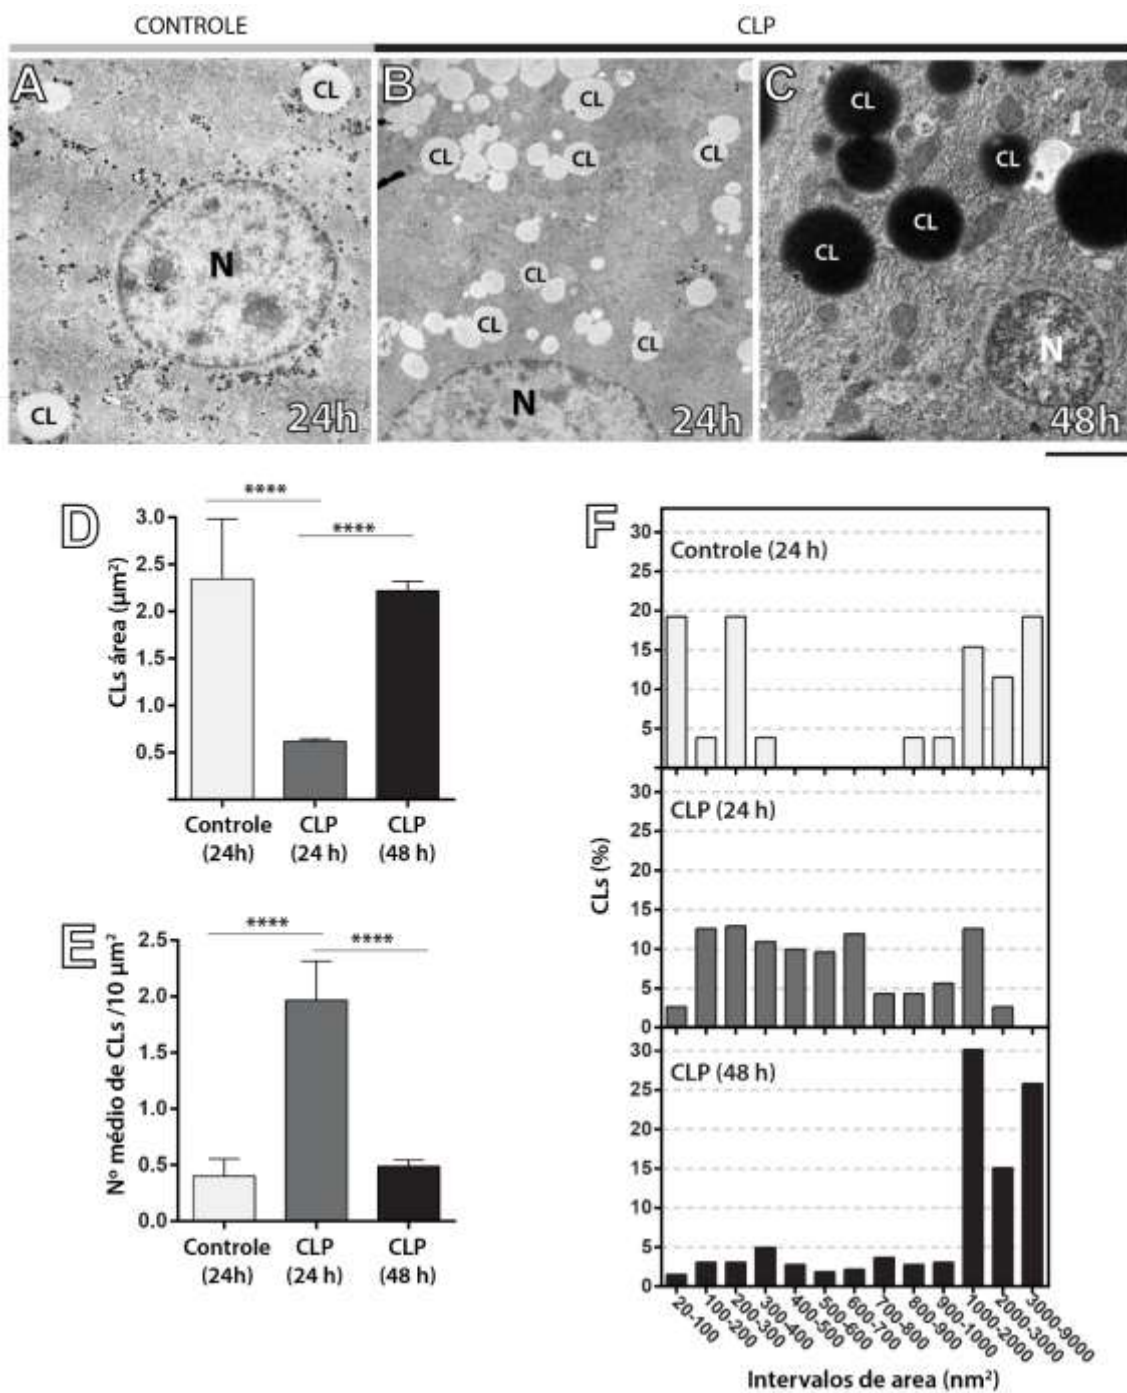 CONTROLE
CLP
A
CL
N
CL
24h
B
CL
CL
CL
CL
CL
CL
CL
N
24h
C
CL
CL
CL
CL
N
48h
D
****
****
3.0
2.5
2.0
1.5
1.0
0.5
CLs área (µm²)
Controle
(24h)
CLP
(24 h)
CLP
(48 h)
E
****
****
2.5
2.0
1.5
1.0
0.5
0.0
Nº médio de CLs /10 µm²
Controle
(24h)
CLP
(24 h)
CLP
(48 h)
F
Controle (24 h)
30
25
20
15
10
5
CLP (24 h)
30
25
20
15
10
5
0
CLP (48 h)
30
25
20
15
10
5
0
CLs (%)
20-100
100-200
200-300
300-400
400-500
500-600
600-700
700-800
800-900
900-1000
1000-2000
2000-3000
3000-9000
Intervalos de area (nm²)